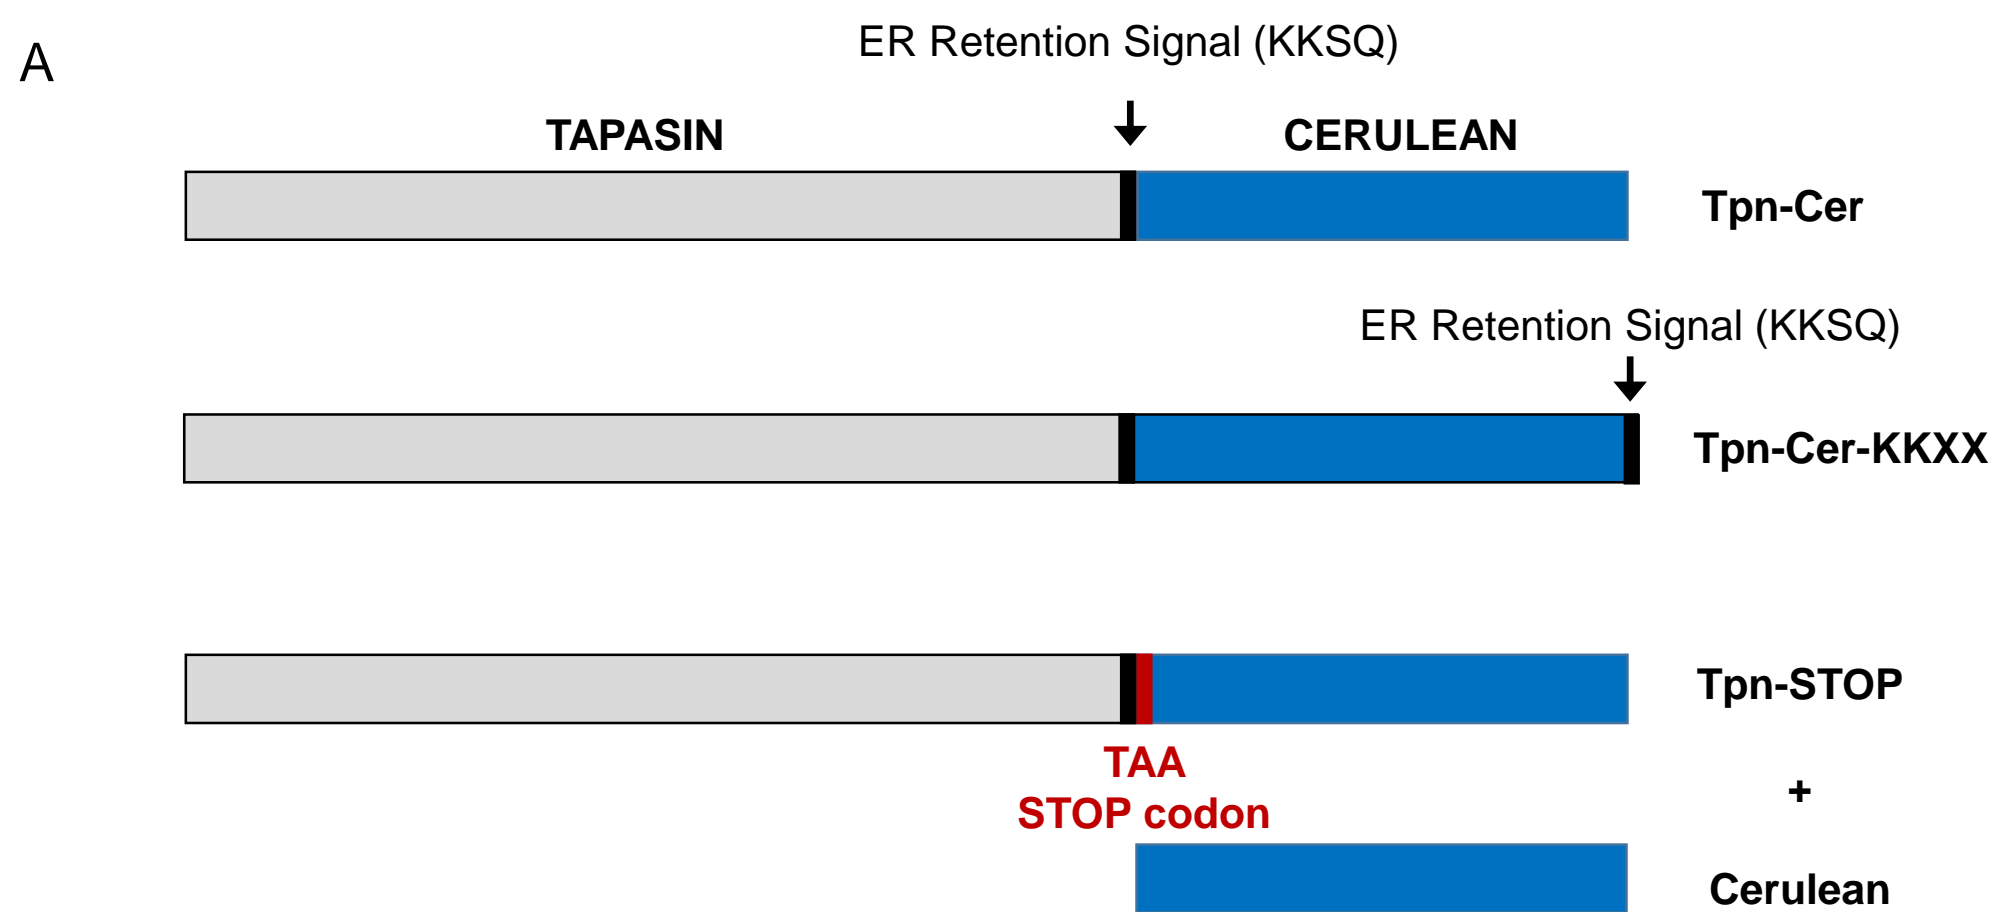 A
ER Retention Signal (KKSQ)
TAPASIN
CERULEAN
Tpn-Cer
ER Retention Signal (KKSQ)
Tpn-Cer-KKXX
Tpn-STOP
TAA
STOP codon
+
Cerulean